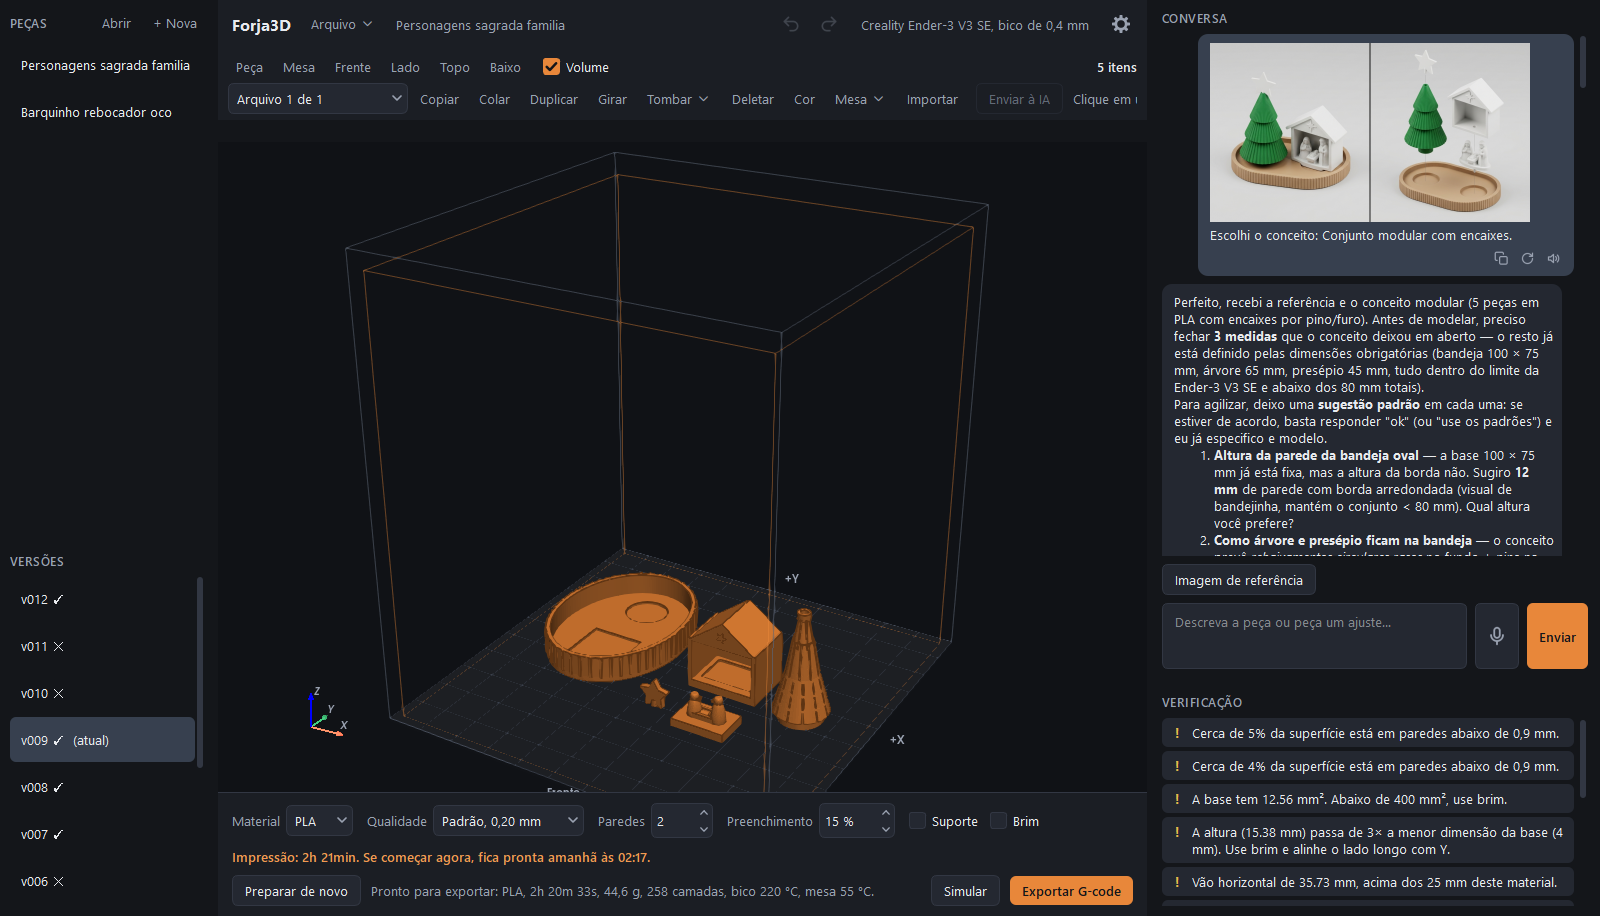 PEÇAS
Abrir
+ Nova
Personagens sagrada familia
Barquinho rebocador oco
VERSÕES
v012 ✓
v011 ✕
v010 ✕
v009 ✓ (atual)
v008 ✓
v007 ✓
v006 ✕
Forja3D
Arquivo
Personagens sagrada familia
Creality Ender-3 V3 SE, bico de 0,4 mm
Peça Mesa Frente Lado Topo Baixo Volume
5 itens
Arquivo 1 de 1
Copiar Colar Duplicar Girar Tombar Deletar Cor Mesa Importar Enviar à IA Clique em
+Y
+X
Z
Y
X
Frente
Material PLA Qualidade Padrão, 0,20 mm Paredes 2 Preenchimento 15 % Suporte Brim
Impressão: 2h 21min. Se começar agora, fica pronta amanhã às 02:17.
Preparar de novo
Pronto para exportar: PLA, 2h 20m 33s, 44,6 g, 258 camadas, bico 220 °C, mesa 55 °C.
Simular
Exportar G-code
CONVERSA
Escolhi o conceito: Conjunto modular com encaixes.
Perfeito, recebi a referência e o conceito modular (5 peças em
PLA com encaixes por pino/furo). Antes de modelar, preciso
fechar 3 medidas que o conceito deixou em aberto — o resto já
está definido pelas dimensões obrigatórias (bandeja 100 × 75
mm, árvore 65 mm, presépio 45 mm, tudo dentro do limite da
Ender-3 V3 SE e abaixo dos 80 mm totais).
Para agilizar, deixo uma sugestão padrão em cada uma: se
estiver de acordo, basta responder "ok" (ou "use os padrões") e
eu já especifico e modelo.
1. Altura da parede da bandeja oval — a base 100 × 75
mm já está fixa, mas a altura da borda não. Sugiro 12
mm de parede com borda arredondada (visual de
bandejinha, mantém o conjunto < 80 mm). Qual altura
você prefere?
2. Como árvore e presépio ficam na bandeja — o conceito
Imagem de referência
Descreva a peça ou peça um ajuste...
Enviar
VERIFICAÇÃO
! Cerca de 5% da superfície está em paredes abaixo de 0,9 mm.
! Cerca de 4% da superfície está em paredes abaixo de 0,9 mm.
! A base tem 12.56 mm². Abaixo de 400 mm², use brim.
! A altura (15.38 mm) passa de 3× a menor dimensão da base (4
mm). Use brim e alinhe o lado longo com Y.
! Vão horizontal de 35.73 mm, acima dos 25 mm deste material.